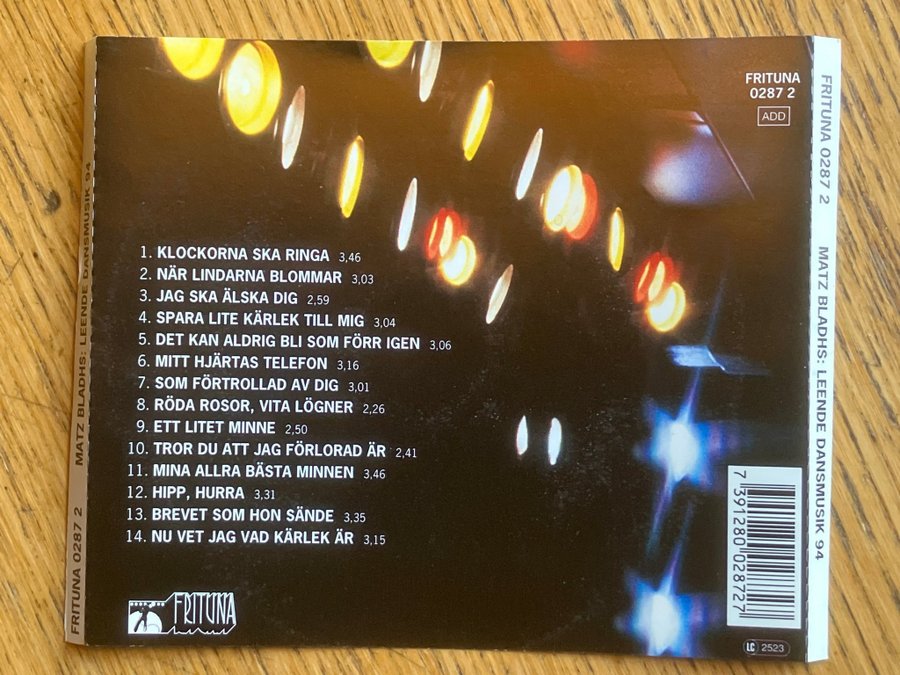 FRITUNA
0287 2
ADD
1. KLOCKORNA SKA RINGA 3,46
2. NÄR LINDARNA BLOMMAR 3,03
3. JAG SKA ÄLSKA DIG 2,59
4. SPARA LITE KÄRLEK TILL MIG 3,04
5. DET KAN ALDRIG BLI SOM FÖRR IGEN 3,06
6. MITT HJÄRTAS TELEFON 3,16
7. SOM FÖRTROLLAD AV DIG 3,01
8. RÖDA ROSOR, VITA LÖGNER 2,26
9. ETT LITET MINNE 2,50
10. TROR DU ATT JAG FÖRLORAD ÄR 2,41
11. MINA ALLRA BÄSTA MINNEN 3,46
12. HIPP, HURRA 3,31
13. BREVET SOM HON SÄNDE 3,35
14. NU VET JAG VAD KÄRLEK ÄR 3,15
FRITUNA
7 391280 028727
LC 2523
FRITUNA 0287 2 MATZ BLADHS: LEENDE DANSMUSIK 94
FRITUNA 0287 2 MATZ BLADHS: LEENDE DANSMUSIK 94